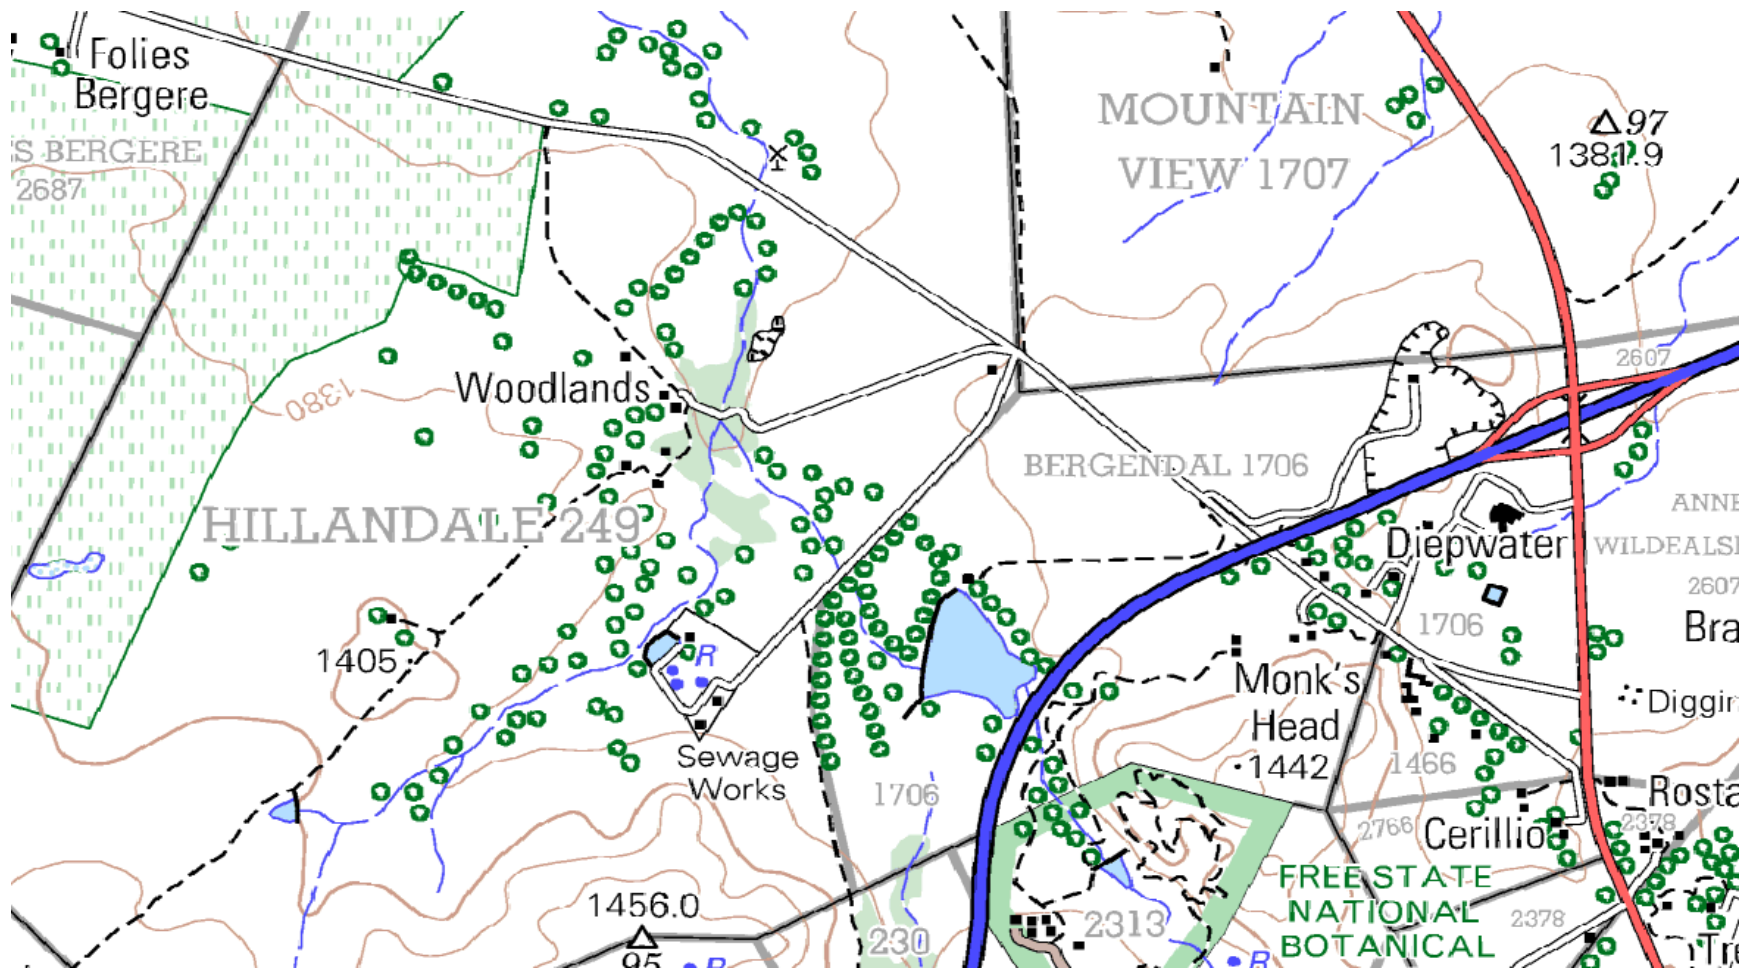 Folies
Bergere
S BERGERE
2687
MOUNTAIN
VIEW 1707
97
1381.9
2607
1380
Woodlands
BERGENDAL 1706
HILLANDALE 249
ANNE
Diepwater
WILDEALS
2607
1706
Bra
1405
R
Monk's
Head
1442
Diggin
Sewage
Works
1706
1466
Rosta
2766
Cerillio
2378
FREE STATE
NATIONAL
BOTANICAL
1456.0
95
R
230
2313
2378
R
Tre